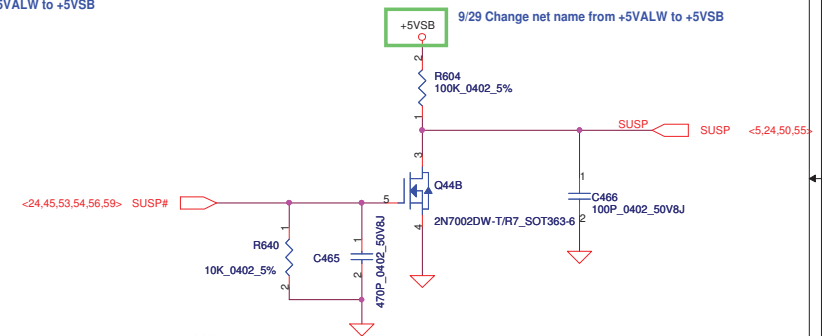 5VALW to +5VSB
9/29 Change net name from +5VALW to +5VSB
+5VSB
2
R604
100K_0402_5%
1
SUSP
SUSP <5,24,50,55>
3
Q44B
5
<24,45,53,54,56,59> SUSP#
2N7002DW-T/R7_SOT363-6
4
1
C466
100P_0402_50V8J
2
1
R640
10K_0402_5%
2
1
C465
470P_0402_50V8J
2